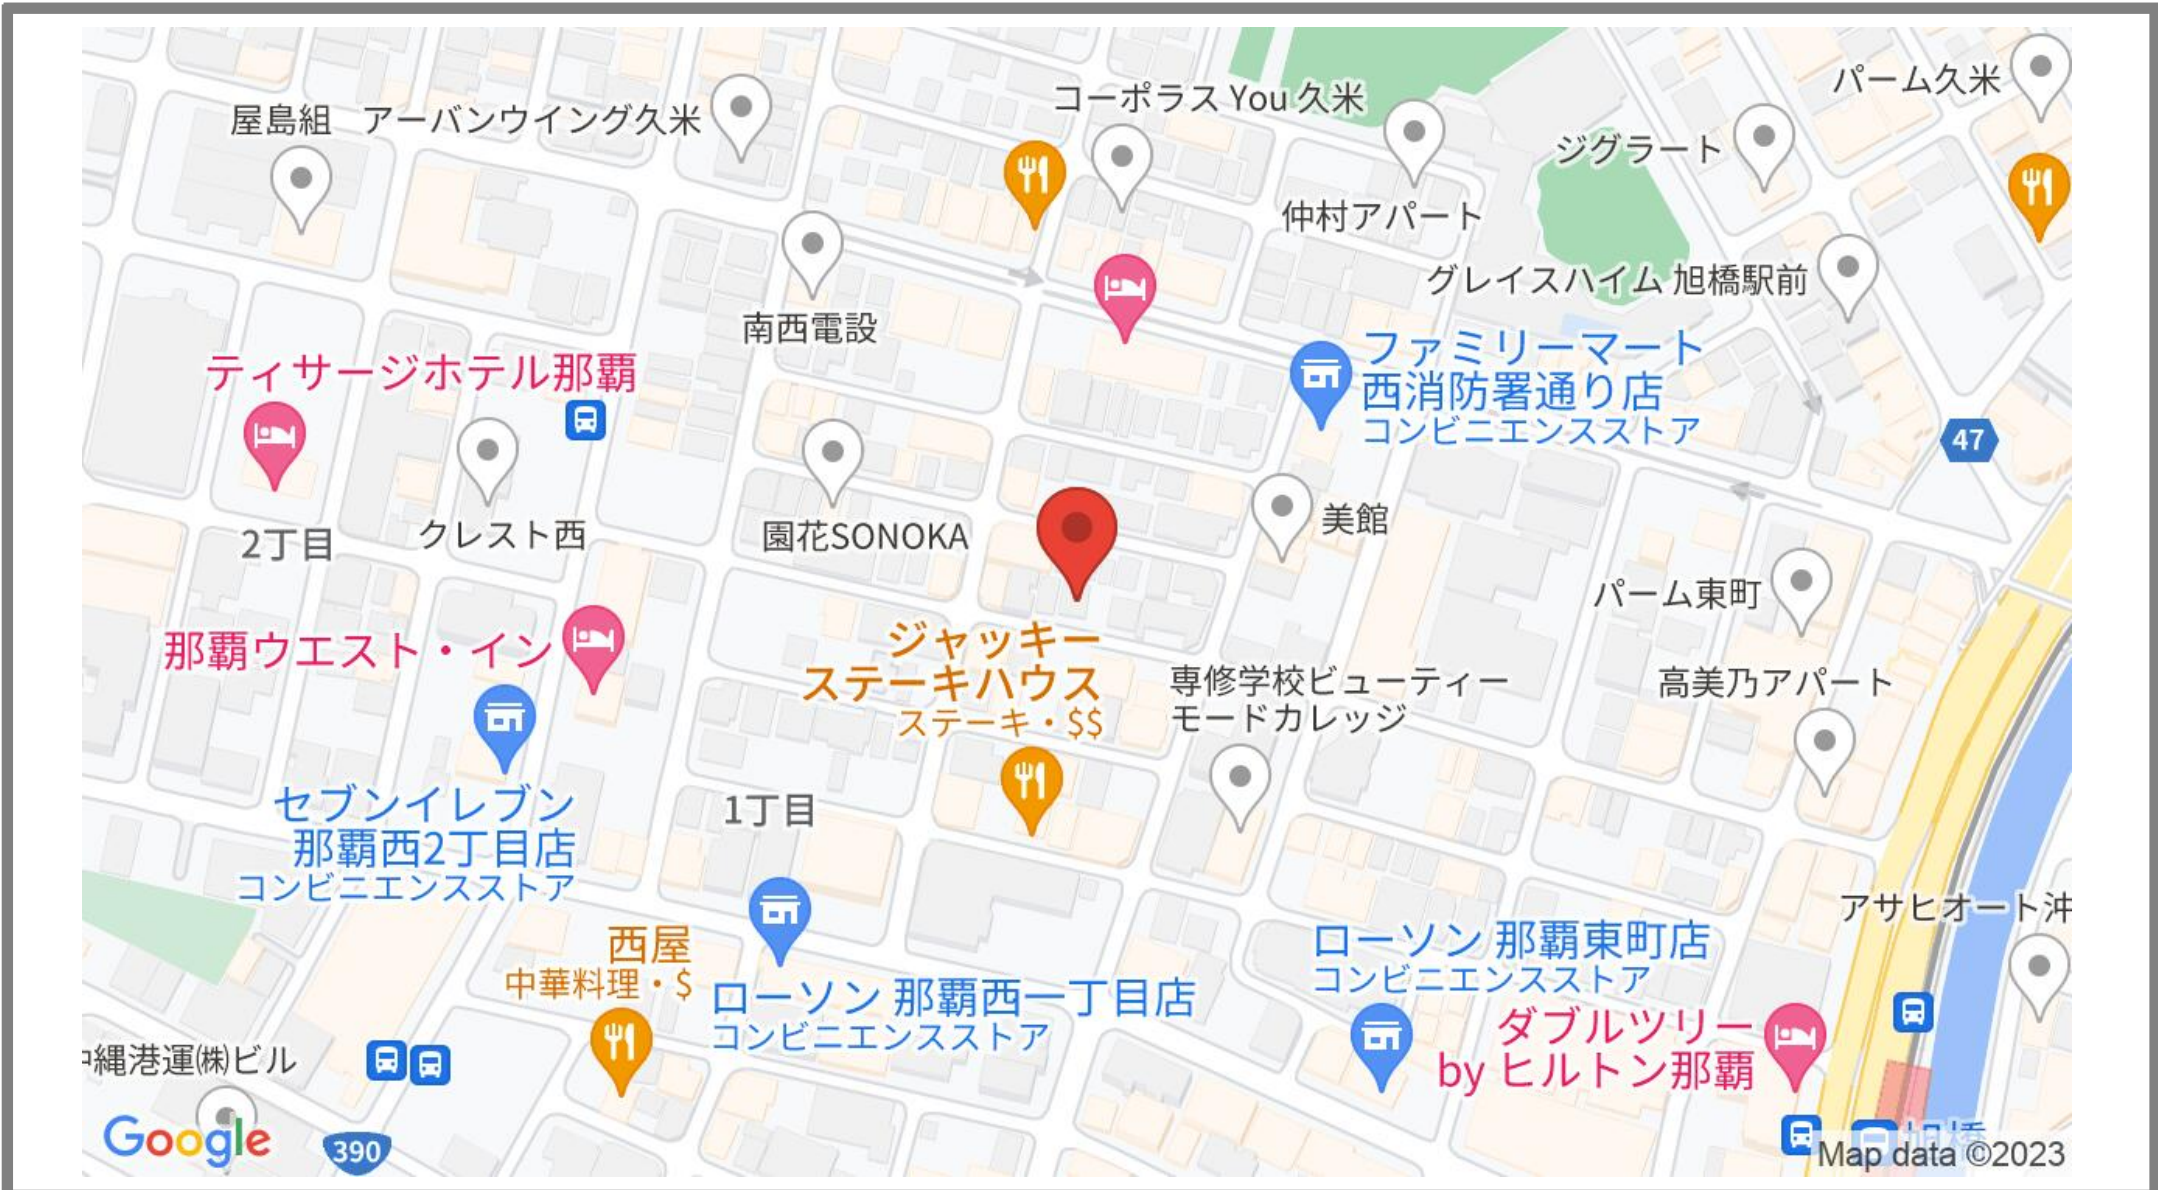 パーム久米
コーポラス You 久米
屋島組
アーバンウイング久米
ジグラート
仲村アパート
グレイスハイム 旭橋駅前
南西電設
ファミリーマート
西消防署通り店
コンビニエンスストア
ティサージホテル那覇
47
美館
クレスト西
園花SONOKA
2丁目
パーム東町
那覇ウエスト・イン
ジャッキー
ステーキハウス
ステーキ・$$
専修学校ビューティー
モードカレッジ
高美乃アパート
セブンイレブン
那覇西2丁目店
コンビニエンスストア
1丁目
アサヒオート沖
西屋
中華料理・$
ローソン 那覇西一丁目店
コンビニエンスストア
ローソン 那覇東町店
コンビニエンスストア
ダブルツリー
by ヒルトン那覇
縄港運㈱ビル
Google
390
旭橋
Map data ©2023